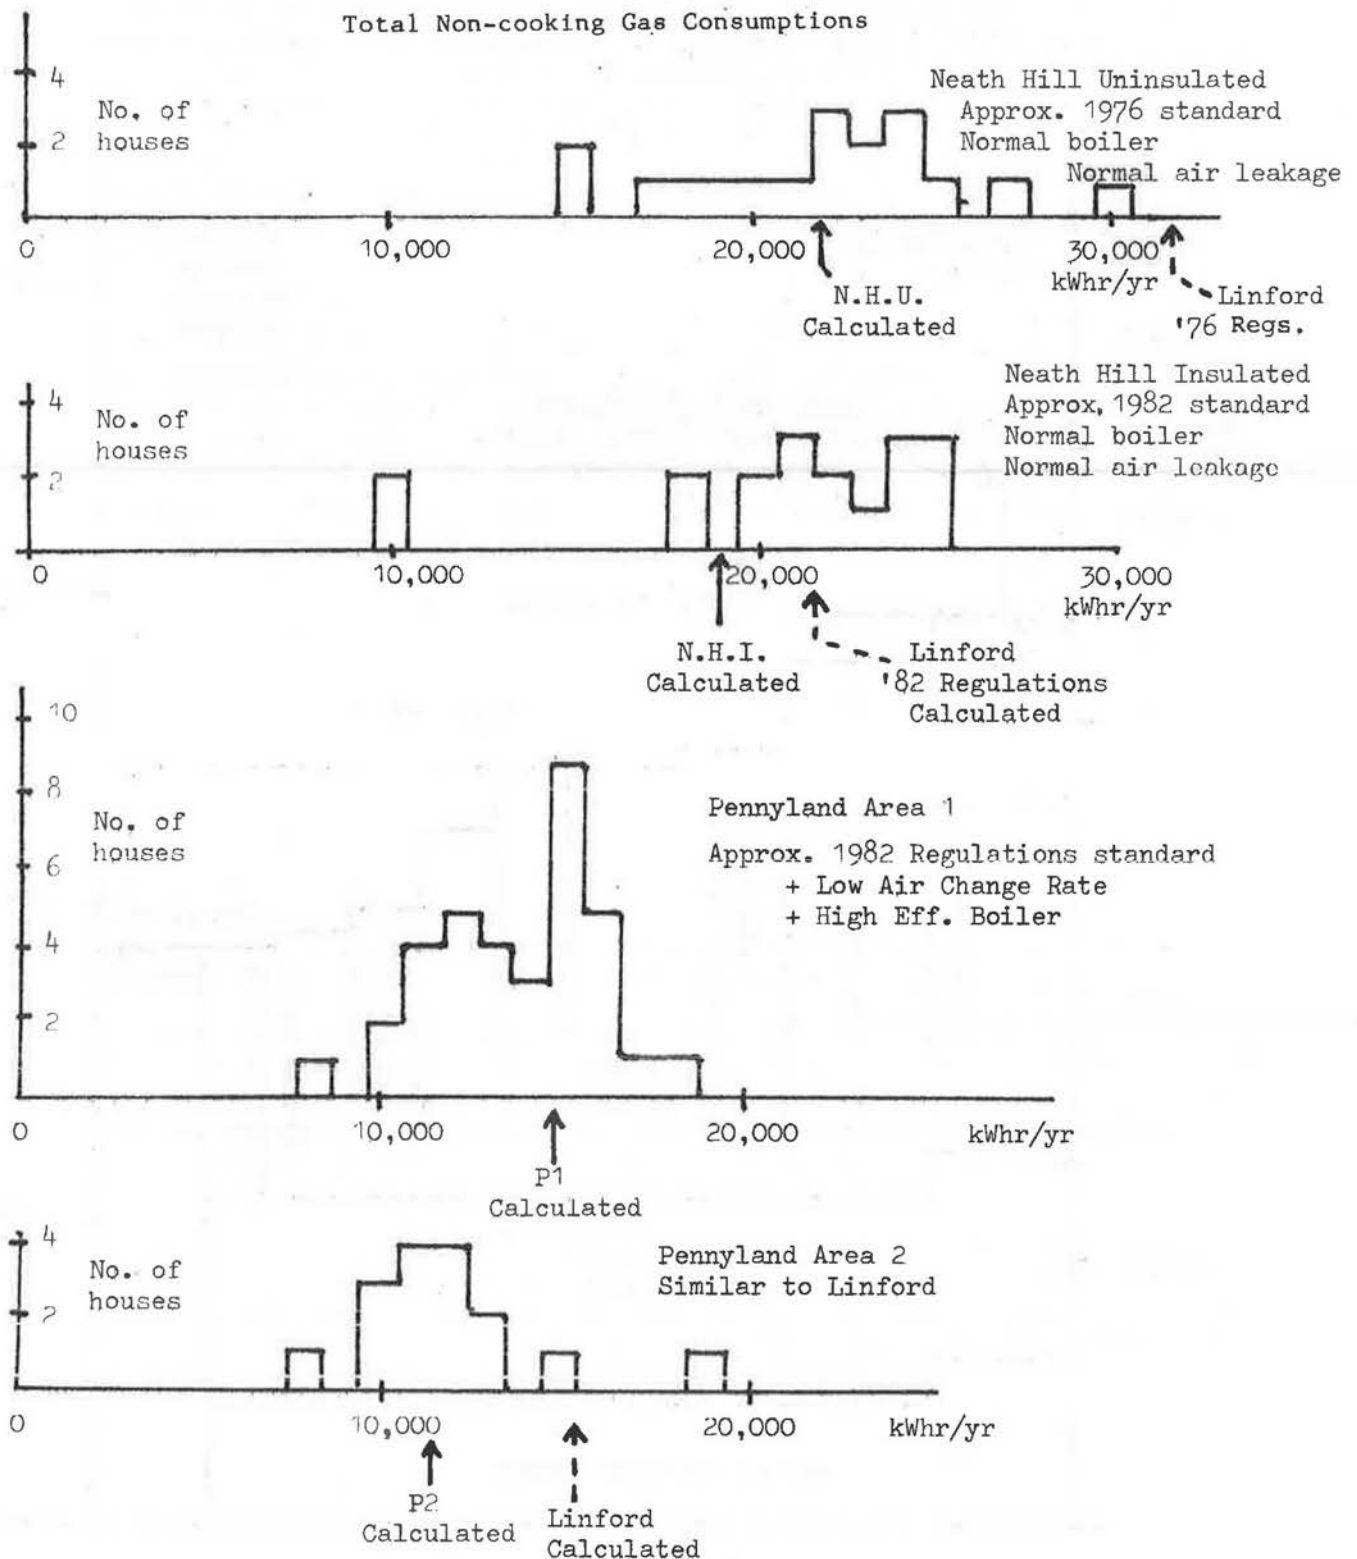 Total Non-cooking Gas Consumptions
4
No. of
2 houses
Neath Hill Uninsulated
Approx. 1976 standard
Normal boiler
Normal air leakage
0 10,000 20,000 30,000
kWhr/yr
N.H.U.
Calculated
Linford
'76 Regs.
4
No. of
houses
2
Neath Hill Insulated
Approx. 1982 standard
Normal boiler
Normal air leakage
0 10,000 20,000 30,000
kWhr/yr
N.H.I.
Calculated
Linford
'82 Regulations
Calculated
10
8
No. of
houses
6
4
2
Pennyland Area 1
Approx. 1982 Regulations standard
+ Low Air Change Rate
+ High Eff. Boiler
0 10,000 20,000 kWhr/yr
P1
Calculated
4
No. of
houses
2
Pennyland Area 2
Similar to Linford
0 10,000 20,000 kWhr/yr
P2
Calculated
Linford
Calculated